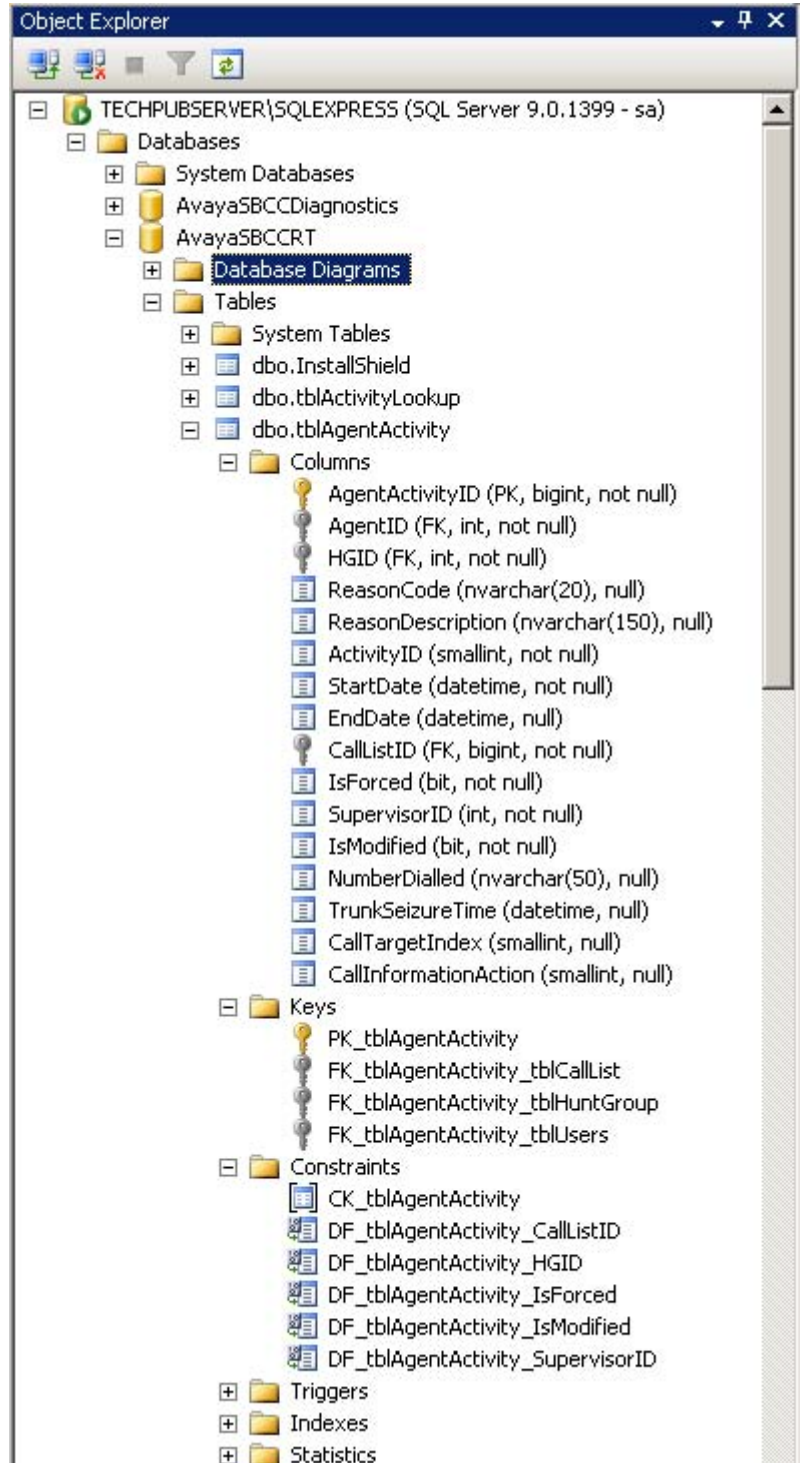 Object Explorer
TECHPUBSERVER\SQLEXPRESS (SQL Server 9.0.1399 - sa)
Databases
System Databases
AvayaSBCCDiagnostics
AvayaSBCCRT
Database Diagrams
Tables
System Tables
dbo.InstallShield
dbo.tblActivityLookup
dbo.tblAgentActivity
Columns
AgentActivityID (PK, bigint, not null)
AgentID (FK, int, not null)
HGID (FK, int, not null)
ReasonCode (nvarchar(20), null)
ReasonDescription (nvarchar(150), null)
ActivityID (smallint, not null)
StartDate (datetime, not null)
EndDate (datetime, null)
CallListID (FK, bigint, not null)
IsForced (bit, not null)
SupervisorID (int, not null)
IsModified (bit, not null)
NumberDialled (nvarchar(50), null)
TrunkSeizureTime (datetime, null)
CallTargetIndex (smallint, null)
CallInformationAction (smallint, null)
Keys
PK_tblAgentActivity
FK_tblAgentActivity_tblCallList
FK_tblAgentActivity_tblHuntGroup
FK_tblAgentActivity_tblUsers
Constraints
CK_tblAgentActivity
DF_tblAgentActivity_CallListID
DF_tblAgentActivity_HGID
DF_tblAgentActivity_IsForced
DF_tblAgentActivity_IsModified
DF_tblAgentActivity_SupervisorID
Triggers
Indexes
Statistics